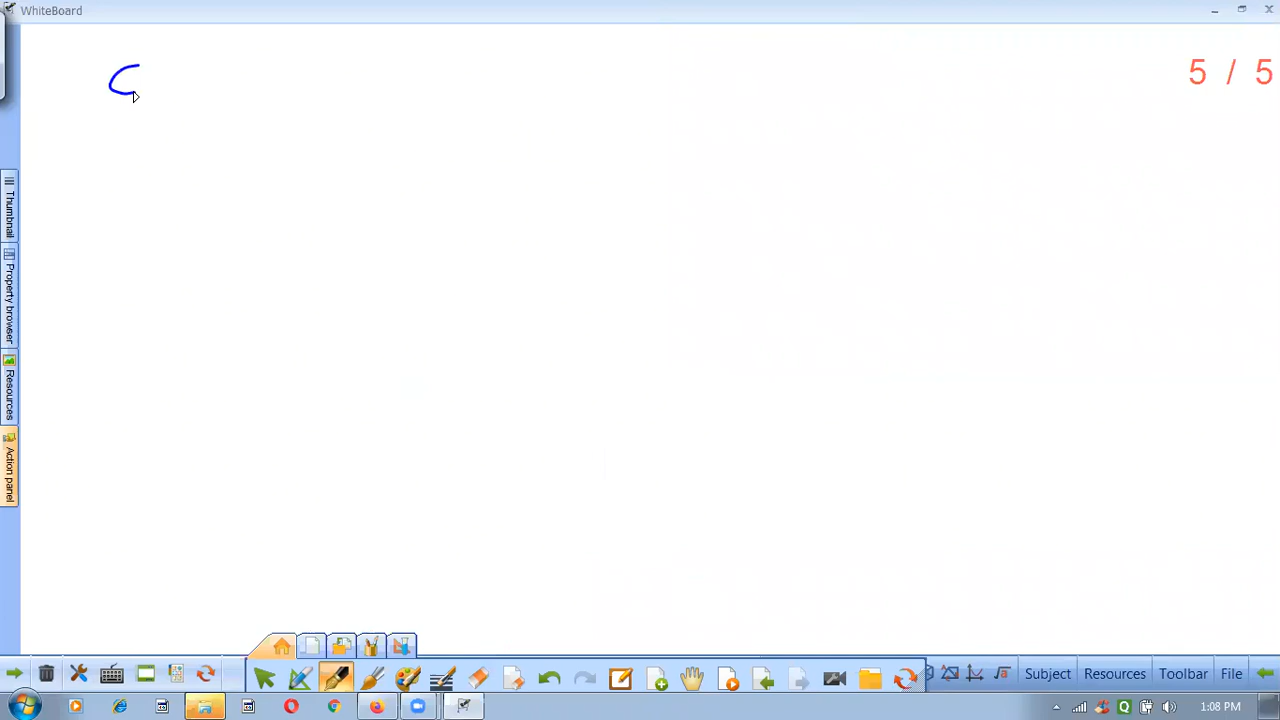 WhiteBoard
C
5 / 5
Thumbnail
Property browser
Resources
Action panel
Subject
Resources
Toolbar
File
1:08 PM